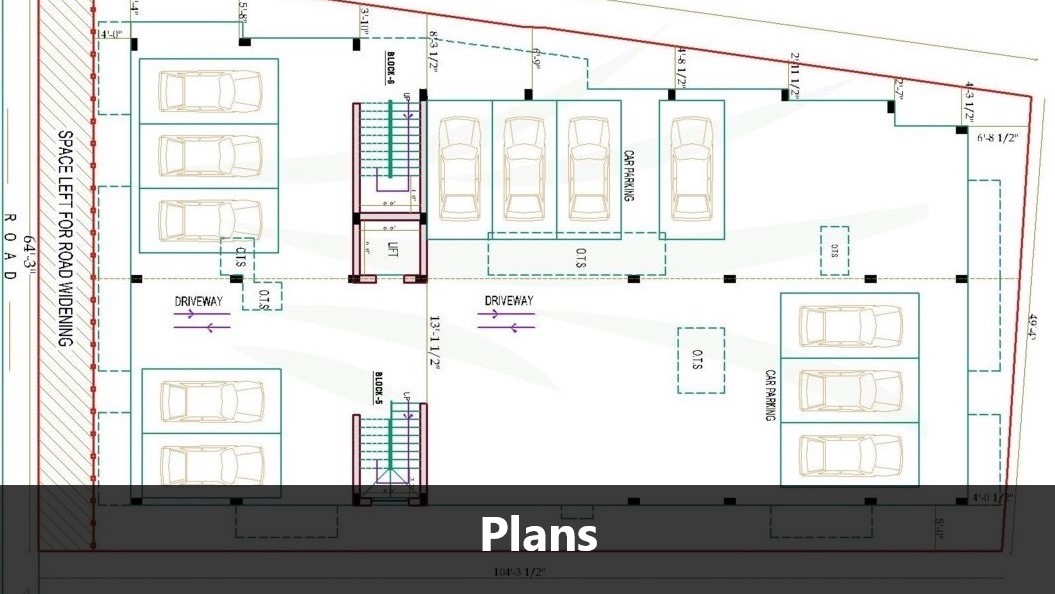 4"
5'-8"
3'-10"
14'-0"
8'-3 1/2"
6'-9"
4'-8 1/2"
2'-11 1/2"
2'-7"
4'-3 1/2"
6'-8 1/2"
BLOCK-6
UP
CAR PARKING
SPACE LEFT FOR ROAD WIDENING
ROAD
64'-3"
LIFT
O.T.S
O.T.S
O.T.S
O.T.S
DRIVEWAY
DRIVEWAY
13'-1 1/2"
49'-4"
O.T.S
CAR PARKING
BLOCK-5
UP
4'-0 1/2"
Plans
104'-3 1/2"